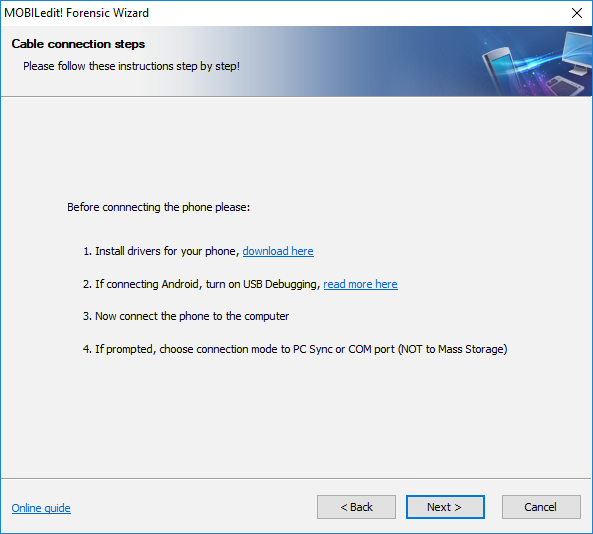 MOBILedit! Forensic Wizard
Cable connection steps
Please follow these instructions step by step!
Before connnecting the phone please:
1. Install drivers for your phone, download here
2. If connecting Android, turn on USB Debugging, read more here
3. Now connect the phone to the computer
4. If prompted, choose connection mode to PC Sync or COM port (NOT to Mass Storage)
Online guide
< Back
Next >
Cancel